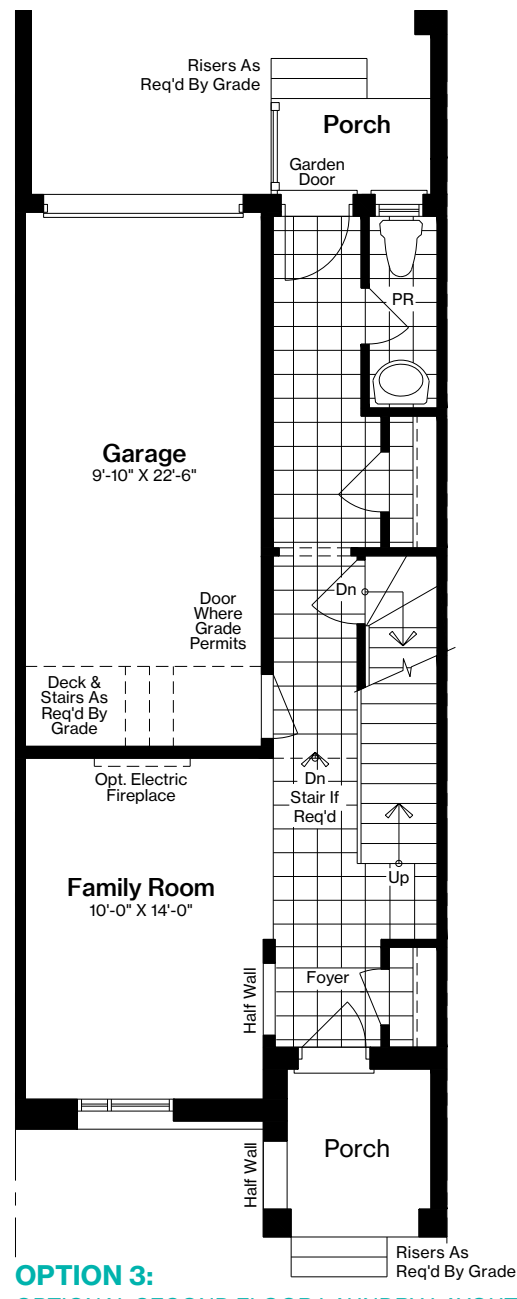 Risers As
Req'd By Grade
Porch
Garden
Door
PR
Garage
9'-10" X 22'-6"
Door
Where
Grade
Permits
Dn
Deck &
Stairs As
Req'd By
Grade
Opt. Electric
Fireplace
Dn
Stair If
Req'd
Up
Family Room
10'-0" X 14'-0"
Foyer
Half Wall
Porch
Half Wall
Risers As
Req'd By Grade
OPTION 3: